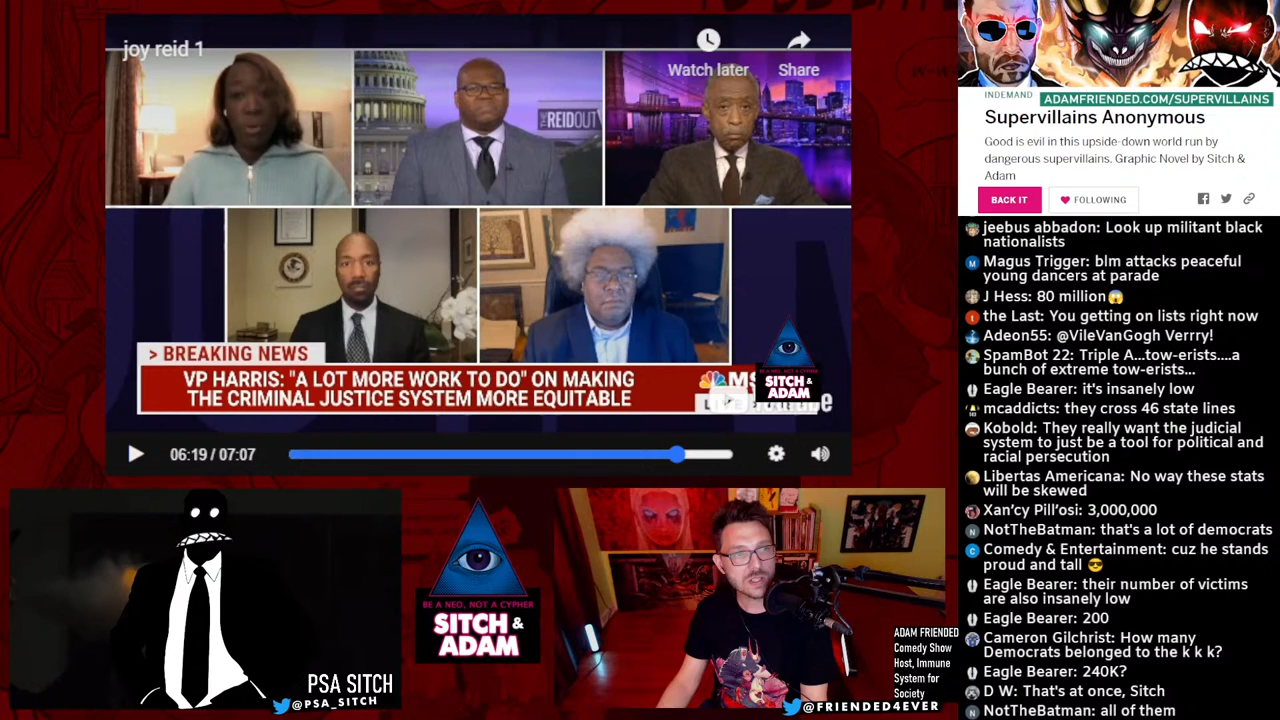 joy reid 1
Watch later
Share
THE REIDOUT
> BREAKING NEWS
VP HARRIS: "A LOT MORE WORK TO DO" ON MAKING
THE CRIMINAL JUSTICE SYSTEM MORE EQUITABLE
BE A NEO, NOT A CYPHER
SITCH &
ADAM
06:19 / 07:07
PSA SITCH
@PSA_SITCH
BE A NEO, NOT A CYPHER
SITCH
& ADAM
ADAM FRIENDED
Comedy Show
Host, Immune
System for
Society
@FRIENDED4EVER
INDEMAND
ADAMFRIENDED.COM/SUPERVILLAINS
Supervillains Anonymous
Good is evil in this upside-down world run by
dangerous supervillains. Graphic Novel by Sitch &
Adam
BACK IT
FOLLOWING
jeebus abbadon: Look up militant black
nationalists
Magus Trigger: blm attacks peaceful
young dancers at parade
J Hess: 80 million😱
the Last: You getting on lists right now
Adeon55: @VileVanGogh Verrry!
SpamBot 22: Triple A...tow-erists....a
bunch of extreme tow-erists...
Eagle Bearer: it's insanely low
mcaddicts: they cross 46 state lines
Kobold: They really want the judicial
system to just be a tool for political and
racial persecution
Libertas Americana: No way these stats
will be skewed
Xan'cy Pill'osi: 3,000,000
NotTheBatman: that's a lot of democrats
Comedy & Entertainment: cuz he stands
proud and tall 😎
Eagle Bearer: their number of victims
are also insanely low
Eagle Bearer: 200
Cameron Gilchrist: How many
Democrats belonged to the k k k?
Eagle Bearer: 240K?
D W: That's at once, Sitch
NotTheBatman: all of them